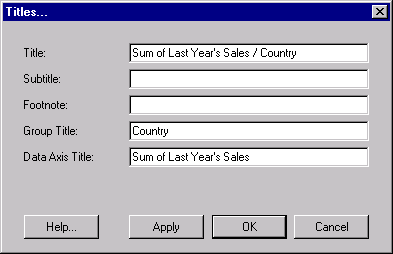 Titles...
Title: Sum of Last Year's Sales / Country
Subtitle:
Footnote:
Group Title: Country
Data Axis Title: Sum of Last Year's Sales
Help... Apply OK Cancel